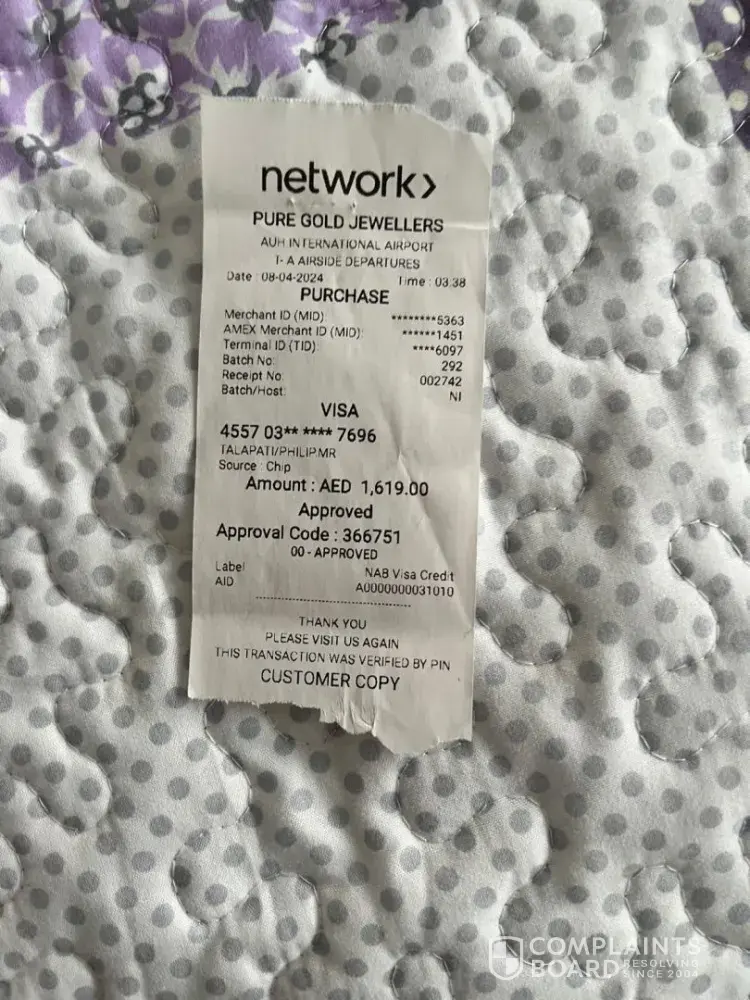 network>
PURE GOLD JEWELLERS
AUH INTERNATIONAL AIRPORT
T- A AIRSIDE DEPARTURES
Date : 08-04-2024 Time : 03:38
PURCHASE
Merchant ID (MD): ********5363
AMEX Merchant ID (MID): ******1451
Terminal ID (TID): ****6097
Batch No: 292
Receipt No: 002742
Batch/Host: NI
VISA
4557 03** **** 7696
TALAPATI/PHILIP.MR
Source : Chip
Amount : AED 1,619.00
Approved
Approval Code : 366751
00 - APPROVED
Label NAB Visa Credit
AID A0000000031010
THANK YOU
PLEASE VISIT US AGAIN
THIS TRANSACTION WAS VERIFIED BY PIN
CUSTOMER COPY
COMPLAINTS
BOARD RESOLVING SINCE 2004